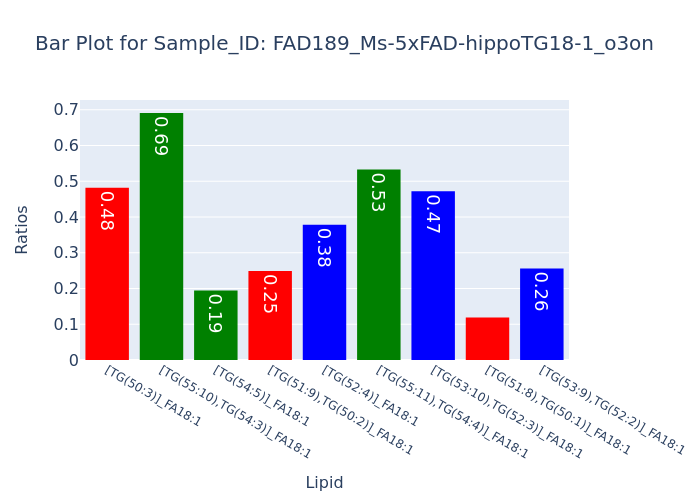 Bar Plot for Sample_ID: FAD189_Ms-5xFAD-hippoTG18-1_o3on
Ratios
0.7
0.6
0.5
0.4
0.3
0.2
0.1
0
0.48
0.69
0.19
0.25
0.38
0.53
0.47
0.26
[TG(50:3)]_FA18:1
[TG(55:10),TG(54:3)]_FA18:1
[TG(54:5)]_FA18:1
[TG(51:9),TG(50:2)]_FA18:1
[TG(52:4)]_FA18:1
[TG(55:11),TG(54:4)]_FA18:1
[TG(53:10),TG(52:3)]_FA18:1
[TG(51:8),TG(50:1)]_FA18:1
[TG(53:9),TG(52:2)]_FA18:1
Lipid